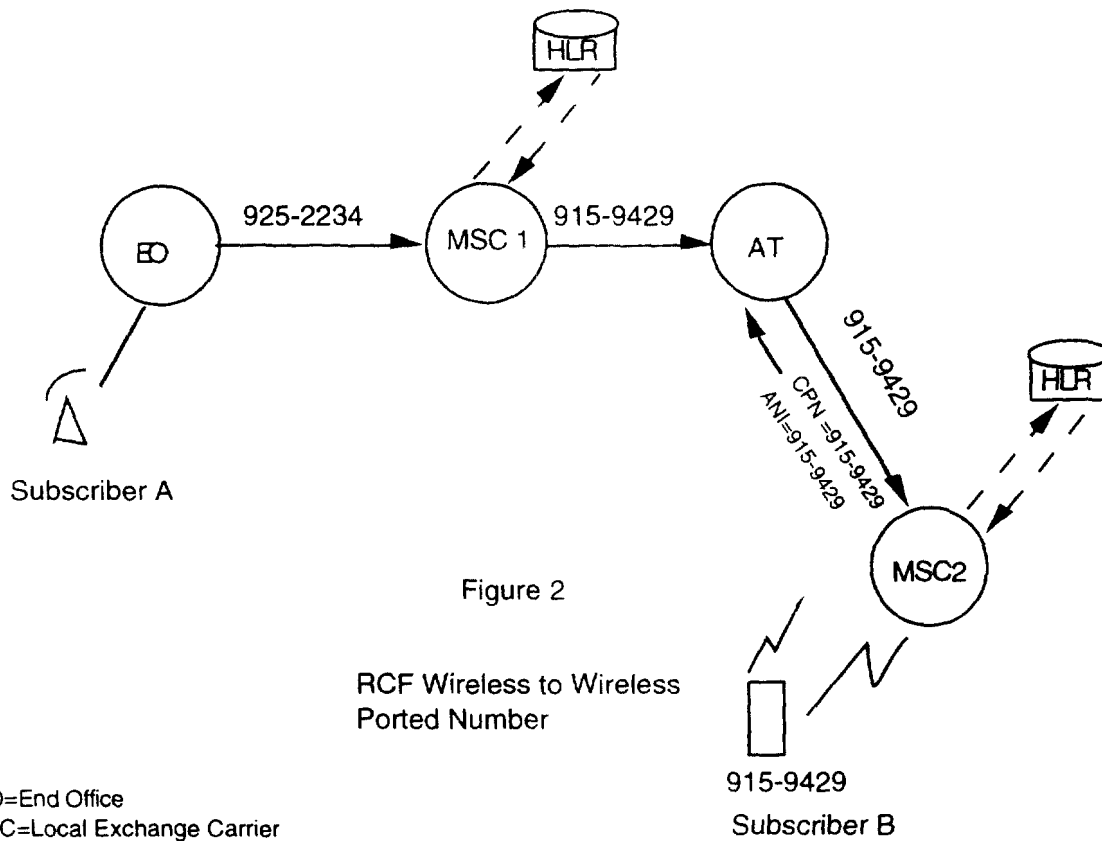 HLR
925-2234
915-9429
EO
MSC 1
AT
915-9429
HLR
CPN =915-9429
ANI=915-9429
Subscriber A
MSC2
Figure 2
RCF Wireless to Wireless
Ported Number
915-9429
Subscriber B
=End Office
C=Local Exchange Carrier